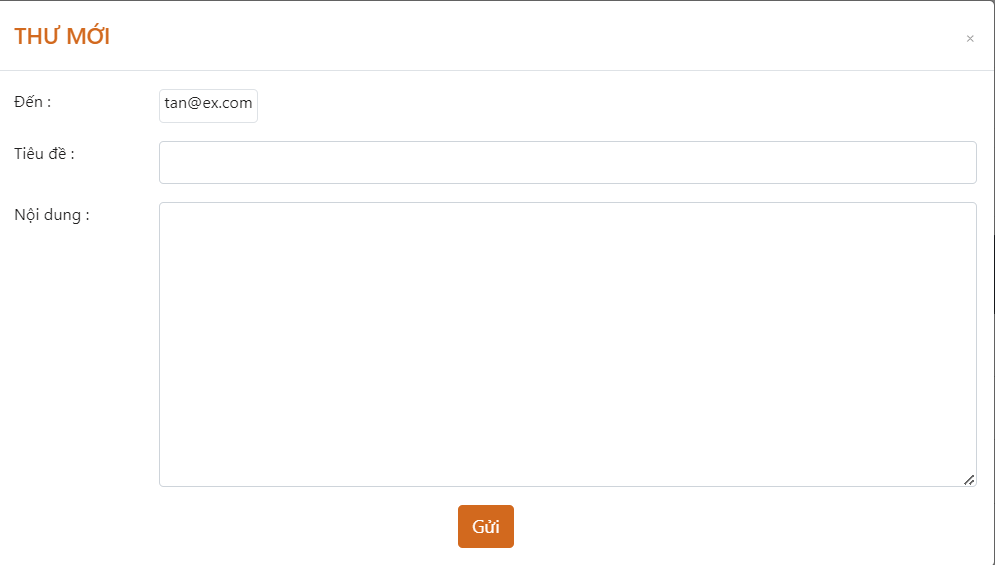 THƯ MỚI
×
Đến :
tan@ex.com
Tiêu đề :
Nội dung :
Gửi